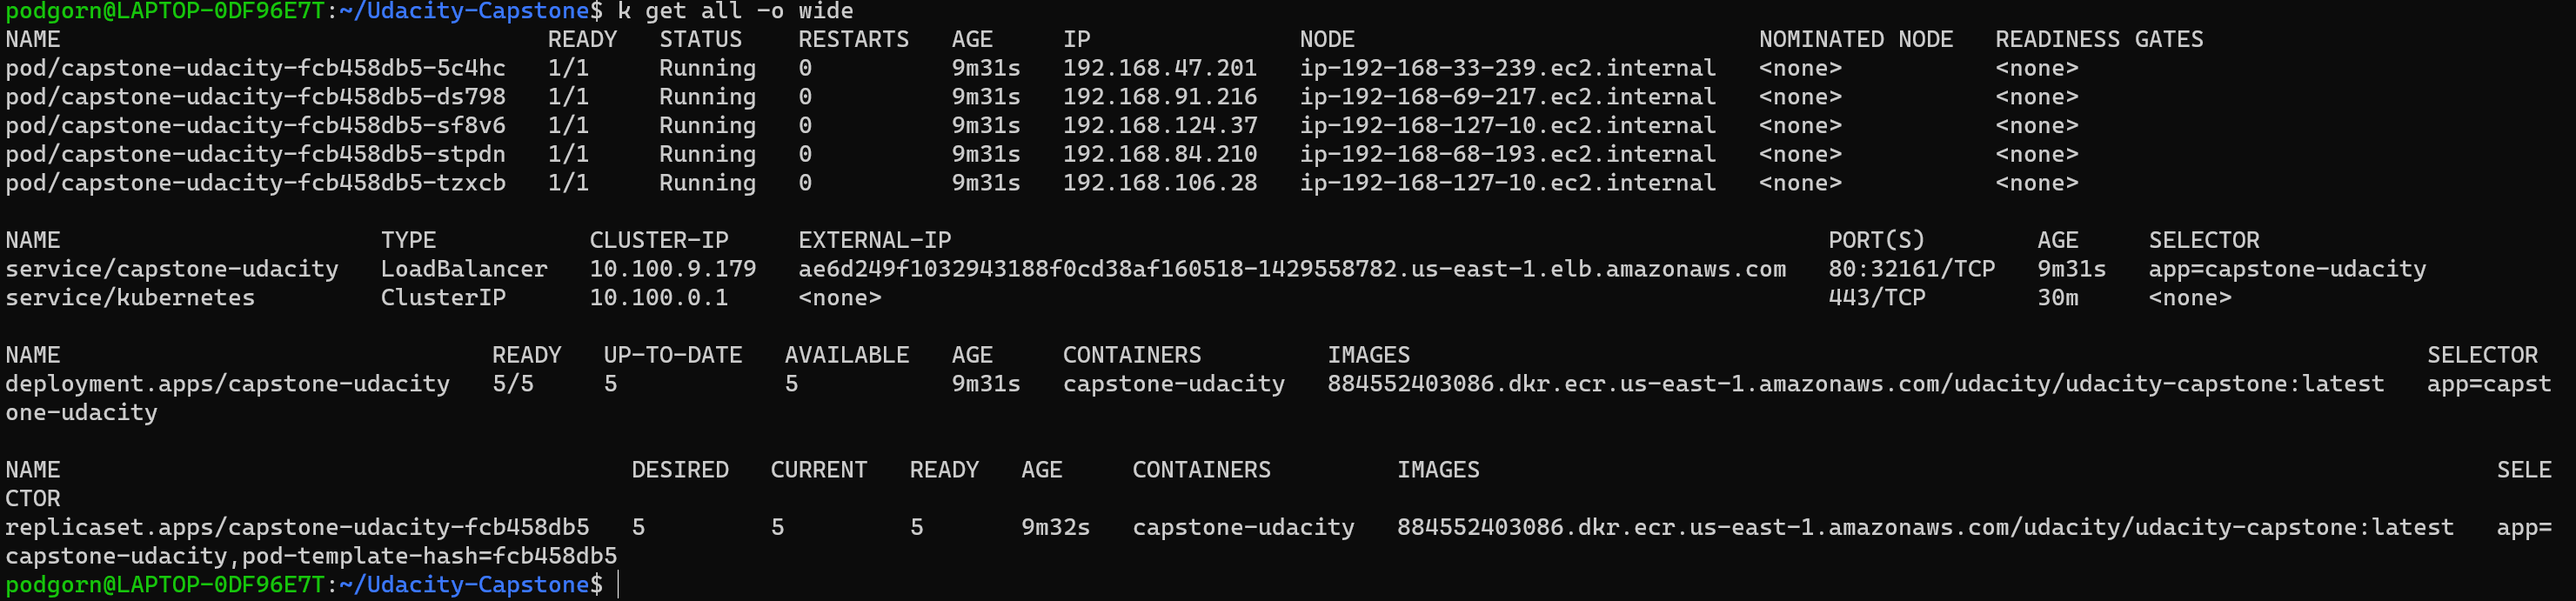 podgorn@LAPTOP-0DF96E7T:~/Udacity-Capstone$ k get all -o wide
NAME                                   READY   STATUS    RESTARTS   AGE     IP               NODE                             NOMINATED NODE   READINESS GATES
pod/capstone-udacity-fcb458db5-5c4hc   1/1     Running   0          9m31s   192.168.47.201   ip-192-168-33-239.ec2.internal   <none>           <none>
pod/capstone-udacity-fcb458db5-ds798   1/1     Running   0          9m31s   192.168.91.216   ip-192-168-69-217.ec2.internal   <none>           <none>
pod/capstone-udacity-fcb458db5-sf8v6   1/1     Running   0          9m31s   192.168.124.37   ip-192-168-127-10.ec2.internal   <none>           <none>
pod/capstone-udacity-fcb458db5-stpdn   1/1     Running   0          9m31s   192.168.84.210   ip-192-168-68-193.ec2.internal   <none>           <none>
pod/capstone-udacity-fcb458db5-tzxcb   1/1     Running   0          9m31s   192.168.106.28   ip-192-168-127-10.ec2.internal   <none>           <none>
NAME                       TYPE           CLUSTER-IP     EXTERNAL-IP                                                               PORT(S)        AGE     SELECTOR
service/capstone-udacity   LoadBalancer   10.100.9.179   ae6d249f1032943188f0cd38af160518-1429558782.us-east-1.elb.amazonaws.com   80:32161/TCP   9m31s   app=capstone-udacity
service/kubernetes         ClusterIP      10.100.0.1     <none>                                                                    443/TCP        30m     <none>
NAME                               READY   UP-TO-DATE   AVAILABLE   AGE     CONTAINERS         IMAGES                                                                         SELECTOR
deployment.apps/capstone-udacity   5/5     5            5           9m31s   capstone-udacity   884552403086.dkr.ecr.us-east-1.amazonaws.com/udacity/udacity-capstone:latest   app=capst
one-udacity
NAME                                         DESIRED   CURRENT   READY   AGE     CONTAINERS         IMAGES                                                                         SELE
CTOR
replicaset.apps/capstone-udacity-fcb458db5   5         5         5       9m32s   capstone-udacity   884552403086.dkr.ecr.us-east-1.amazonaws.com/udacity/udacity-capstone:latest   app=
capstone-udacity,pod-template-hash=fcb458db5
podgorn@LAPTOP-0DF96E7T:~/Udacity-Capstone$